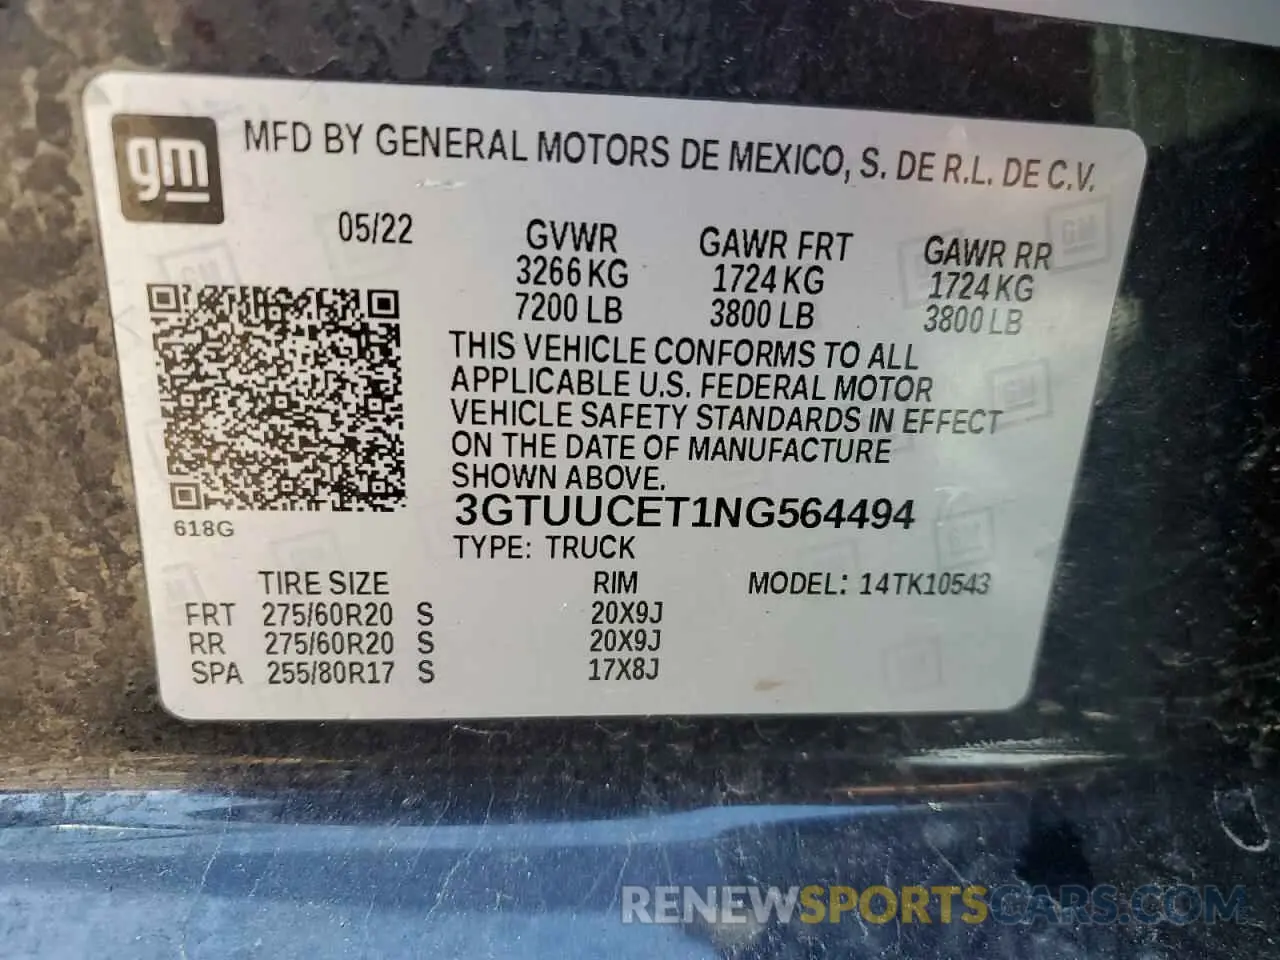 gm
MFD BY GENERAL MOTORS DE MEXICO, S. DE R.L. DE C.V.
05/22 GVWR GAWR FRT GAWR RR
3266 KG 1724 KG 1724 KG
7200 LB 3800 LB 3800 LB
THIS VEHICLE CONFORMS TO ALL
APPLICABLE U.S. FEDERAL MOTOR
VEHICLE SAFETY STANDARDS IN EFFECT
ON THE DATE OF MANUFACTURE
SHOWN ABOVE.
618G
3GTUUCET1NG564494
TYPE: TRUCK
TIRE SIZE RIM MODEL: 14TK10543
FRT 275/60R20 S 20X9J
RR 275/60R20 S 20X9J
SPA 255/80R17 S 17X8J
RENEWSPORTSCARS.COM